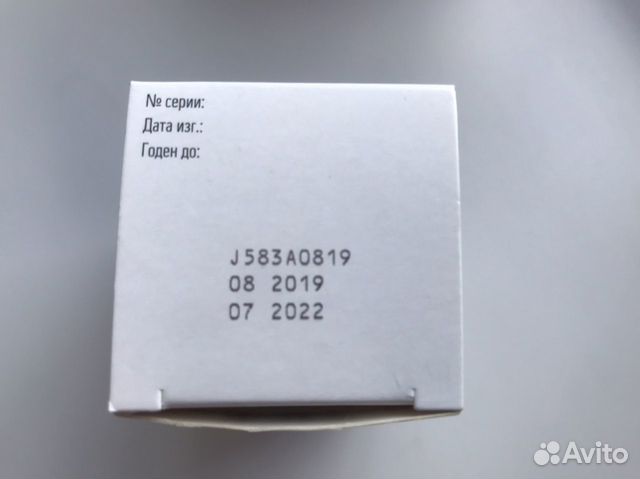 № серии:
Дата изг.:
Годен до:
J583A0819
08 2019
07 2022
Avito